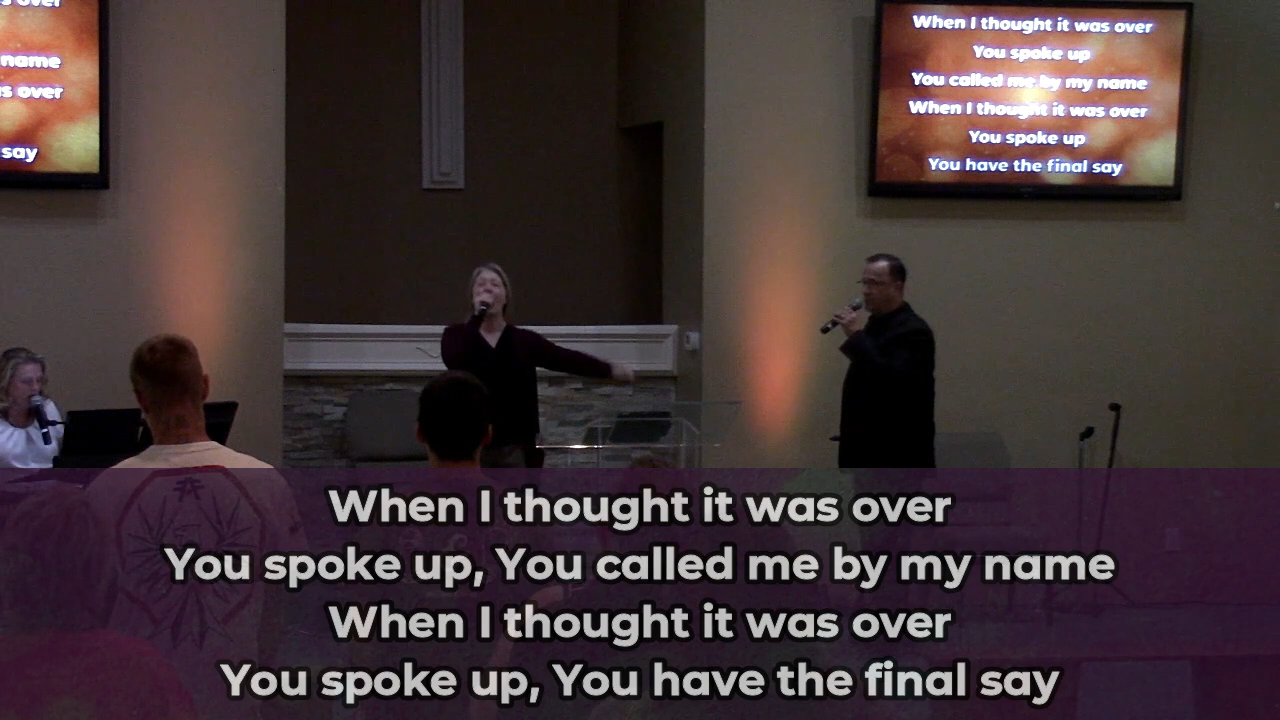 s over
name
s over
say
When I thought it was over
You spoke up
You called me by my name
When I thought it was over
You spoke up
You have the final say
When I thought it was over
You spoke up, You called me by my name
When I thought it was over
You spoke up, You have the final say